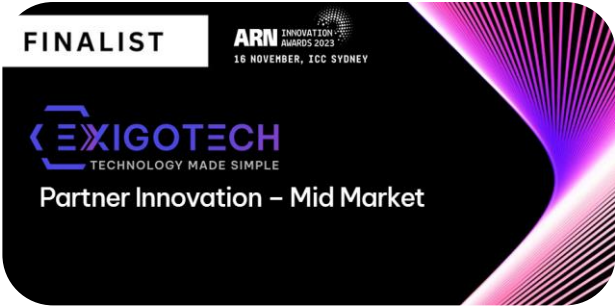 FINALIST
ARN INNOVATION
AWARDS 2023
16 NOVEMBER, ICC SYDNEY
EXIGOTECH
TECHNOLOGY MADE SIMPLE
Partner Innovation – Mid Market